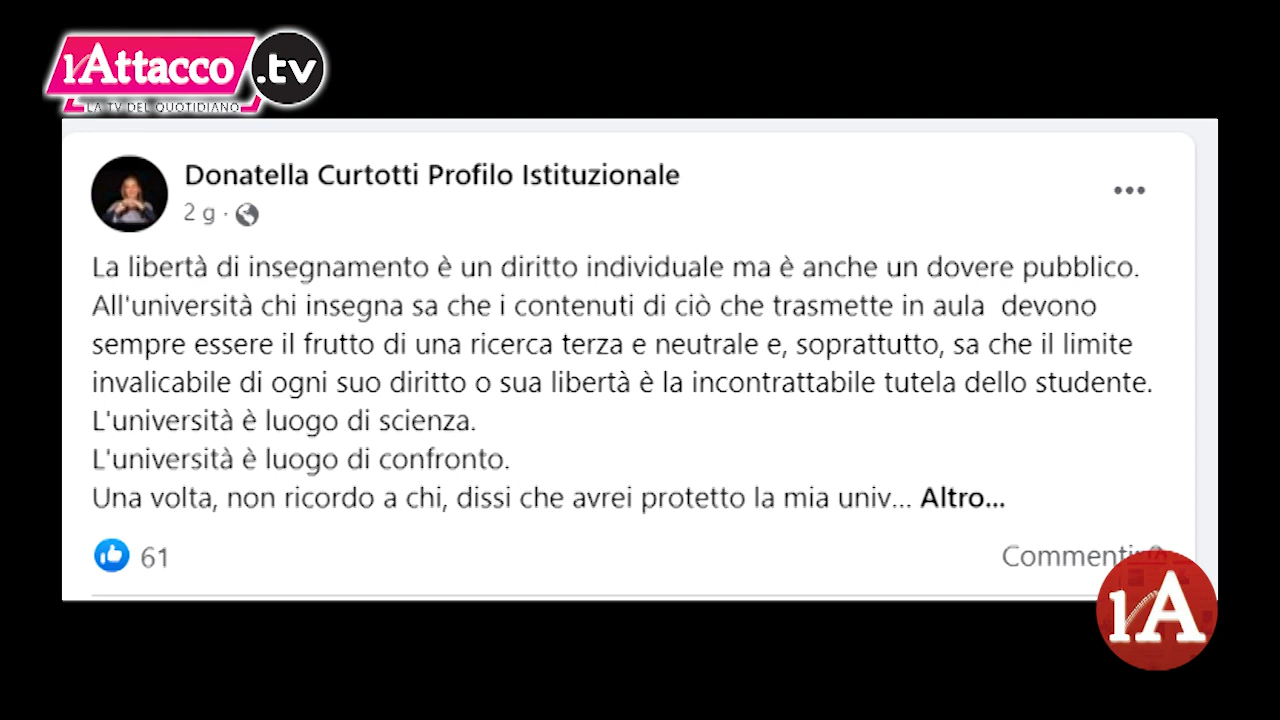 l'Attacco .tv
LA TV DEL QUOTIDIANO
Donatella Curtotti Profilo Istituzionale
2 g ·
La libertà di insegnamento è un diritto individuale ma è anche un dovere pubblico.
All'università chi insegna sa che i contenuti di ciò che trasmette in aula devono
sempre essere il frutto di una ricerca terza e neutrale e, soprattutto, sa che il limite
invalicabile di ogni suo diritto o sua libertà è la incontrattabile tutela dello studente.
L'università è luogo di scienza.
L'università è luogo di confronto.
Una volta, non ricordo a chi, dissi che avrei protetto la mia univ... Altro...
61
Commenti:
l'A